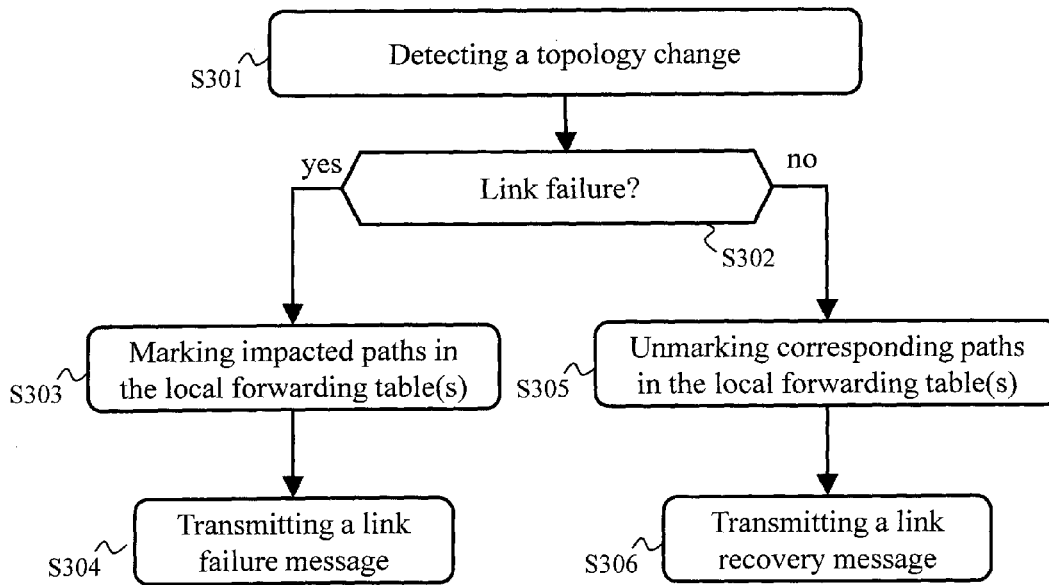 Detecting a topology change
S301
yes
no
Link failure?
S302
Marking impacted paths in
the local forwarding table(s)
S303
Unmarking corresponding paths
in the local forwarding table(s)
S305
Transmitting a link
failure message
S304
Transmitting a link
recovery message
S306